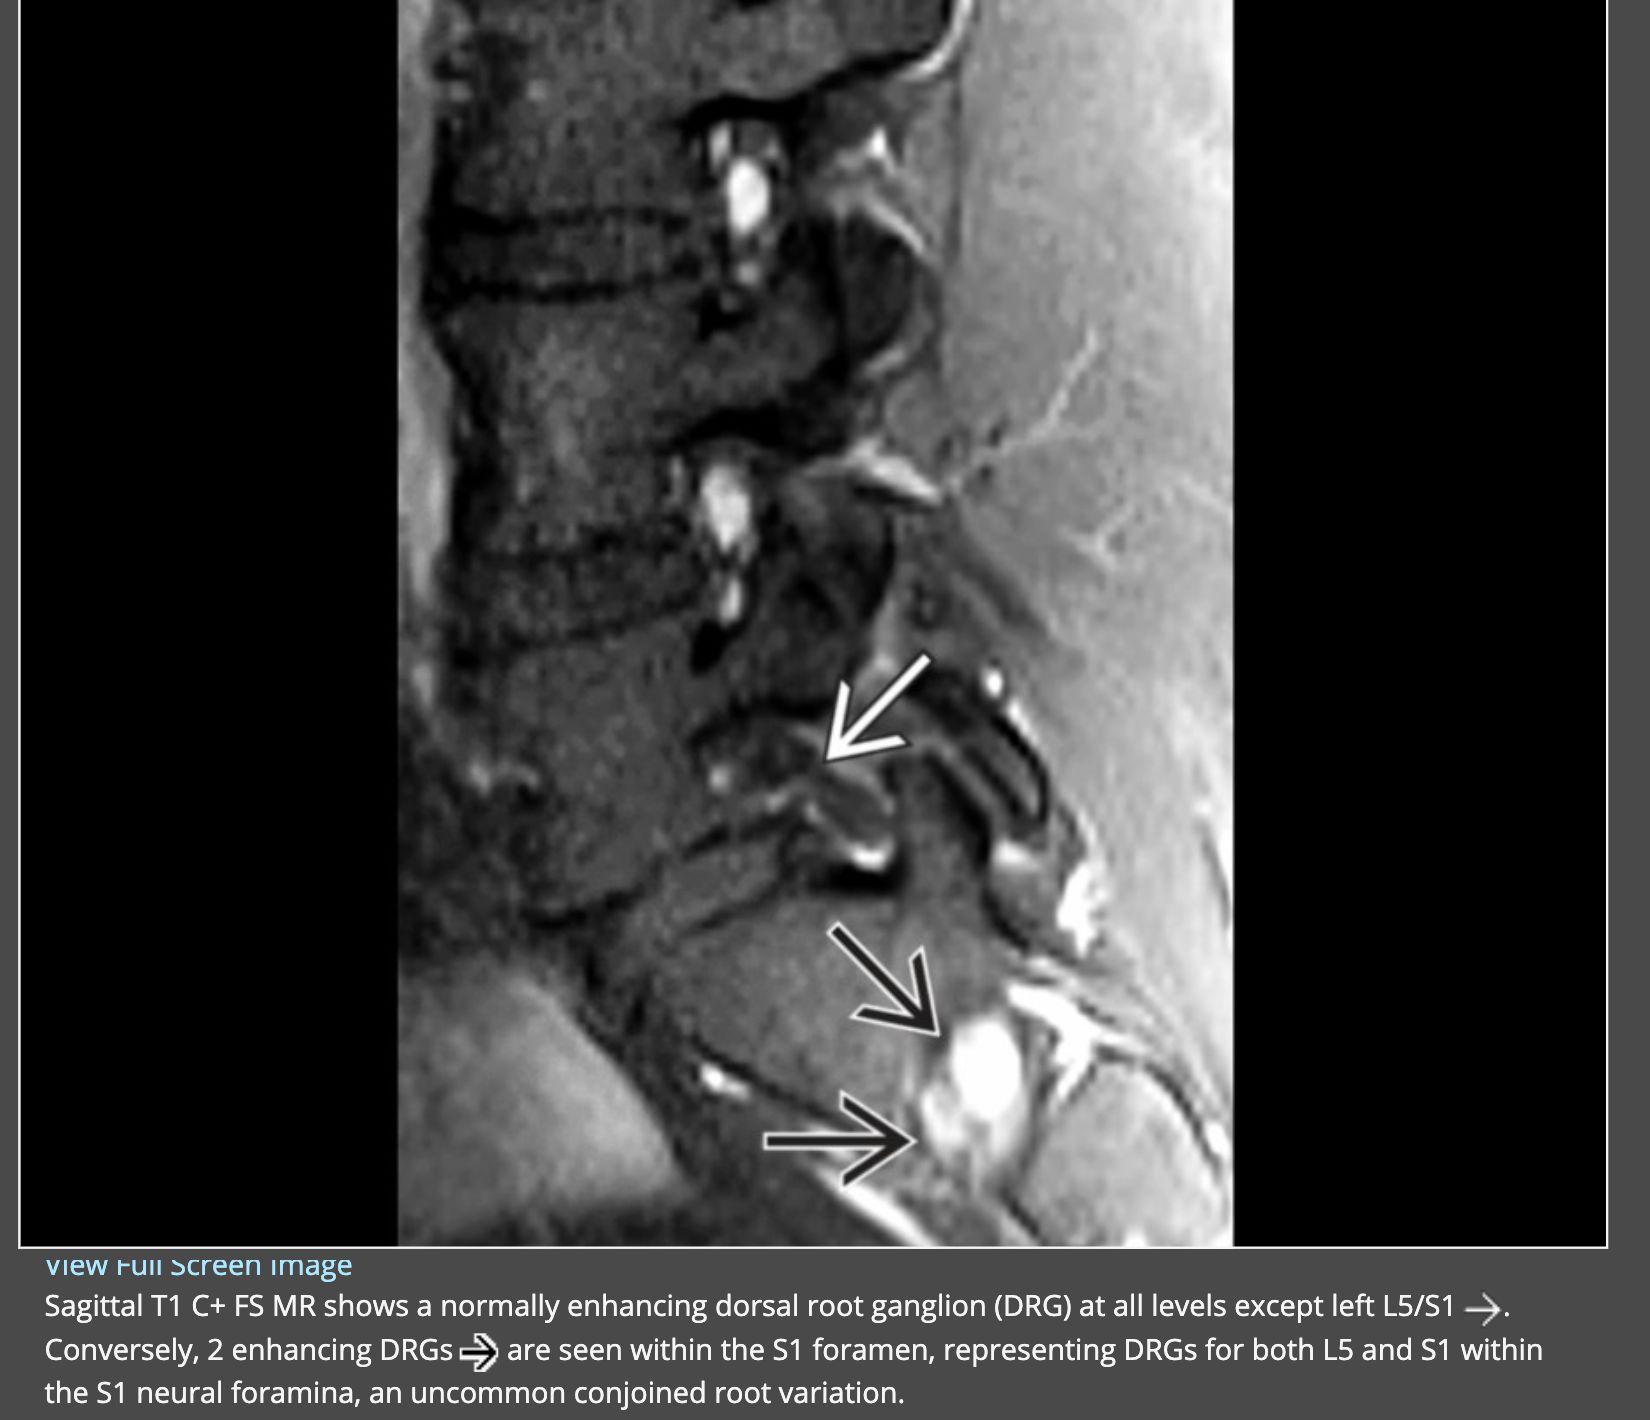 View Full Screen Image
Sagittal T1 C+ FS MR shows a normally enhancing dorsal root ganglion (DRG) at all levels except left L5/S1 →.
Conversely, 2 enhancing DRGs ⇒ are seen within the S1 foramen, representing DRGs for both L5 and S1 within
the S1 neural foramina, an uncommon conjoined root variation.